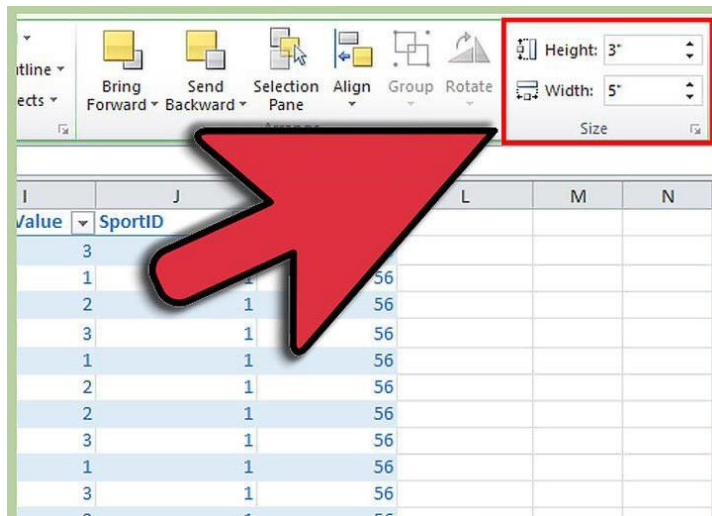 Height: 3"
Width: 5"
Bring Forward
Send Backward
Selection Pane
Align
Group
Rotate
Size
I J L M N
Value SportID
3
1 56
2 1 56
3 1 56
1 1 56
2 1 56
2 1 56
3 1 56
1 1 56
3 1 56